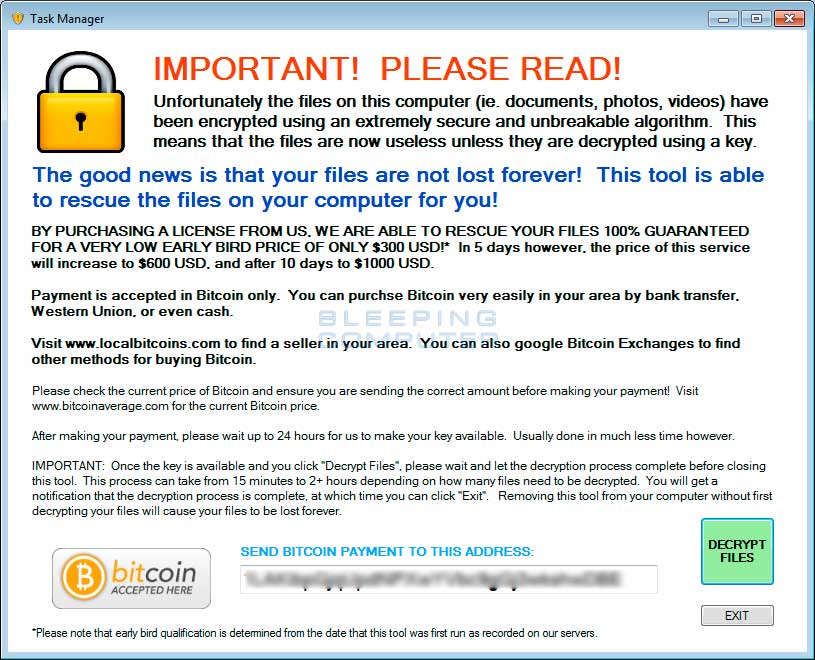 Task Manager
IMPORTANT!  PLEASE READ!
Unfortunately the files on this computer (ie. documents, photos, videos) have
been encrypted using an extremely secure and unbreakable algorithm.  This
means that the files are now useless unless they are decrypted using a key.
The good news is that your files are not lost forever!  This tool is able
to rescue the files on your computer for you!
BY PURCHASING A LICENSE FROM US, WE ARE ABLE TO RESCUE YOUR FILES 100% GUARANTEED
FOR A VERY LOW EARLY BIRD PRICE OF ONLY $300 USD!*  In 5 days however, the price of this service
will increase to $600 USD, and after 10 days to $1000 USD.
Payment is accepted in Bitcoin only.  You can purchse Bitcoin very easily in your area by bank transfer,
Western Union, or even cash.
BLEEPING
COMPUTER
Visit www.localbitcoins.com to find a seller in your area.  You can also google Bitcoin Exchanges to find
other methods for buying Bitcoin.
Please check the current price of Bitcoin and ensure you are sending the correct amount before making your payment!  Visit
www.bitcoinaverage.com for the current Bitcoin price.
After making your payment, please wait up to 24 hours for us to make your key available.  Usually done in much less time however.
IMPORTANT:  Once the key is available and you click "Decrypt Files", please wait and let the decryption process complete before closing
this tool.  This process can take from 15 minutes to 2+ hours depending on how many files need to be decrypted.  You will get a
notification that the decryption process is complete, at which time you can click "Exit".   Removing this tool from your computer without first
decrypting your files will cause your files to be lost forever.
DECRYPT
FILES
SEND BITCOIN PAYMENT TO THIS ADDRESS:
bitcoin
ACCEPTED HERE
EXIT
*Please note that early bird qualification is determined from the date that this tool was first run as recorded on our servers.